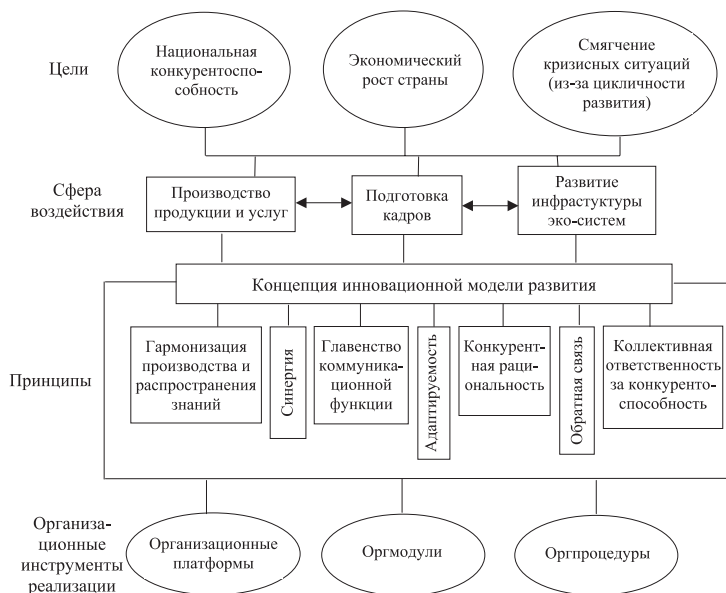 Цели
Национальная
конкурентоспо-
собность
Экономический
рост страны
Смягчение
кризисных ситуаций
(из-за цикличности
развития)
Сфера
воздействия
Производство
продукции и услуг
Подготовка
кадров
Развитие
инфрастуктуры
эко-систем
Концепция инновационной модели развития
Принципы
Гармонизация
производства и
распространения
знаний
Синергия
Главенство
коммуника-
ционной
функции
Адаптируемость
Конкурент-
ная раци-
ональность
Обратная связь
Коллективная
ответственность
за конкуренто-
способность
Организа-
ционные
инструменты
реализации
Организационные
платформы
Оргмодули
Оргпроцедуры